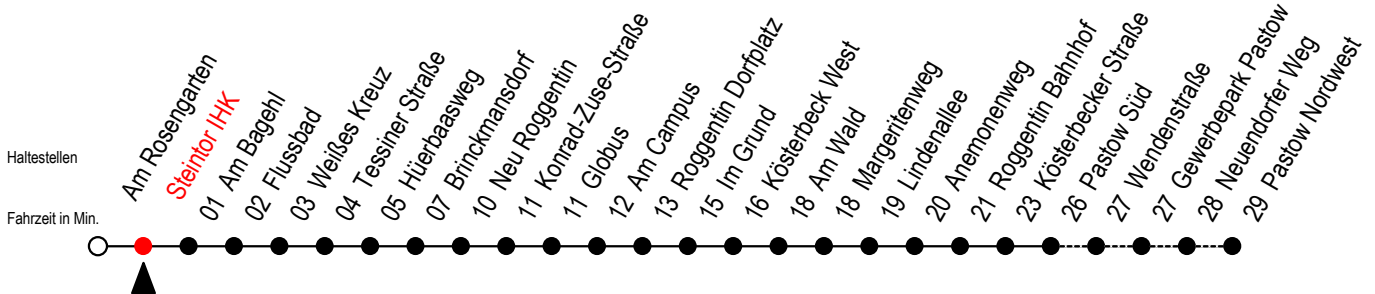 Haltestellen
Fahrzeit in Min.
Am Rosengarten
Steintor IHK
01 Am Bagehl
02 Flussbad
03 Weißes Kreuz
04 Tessiner Straße
05 Hüerbaasweg
07 Brinckmansdorf
10 Neu Roggentin
11 Konrad-Zuse-Straße
11 Globus
12 Am Campus
13 Roggentin Dorfplatz
15 Im Grund
16 Kösterbeck West
18 Am Wald
18 Margeritenweg
19 Lindenallee
20 Anemonenweg
21 Roggentin Bahnhof
23 Kösterbecker Straße
26 Pastow Süd
27 Wendenstraße
27 Gewerbepark Pastow
28 Neuendorfer Weg
29 Pastow Nordwest